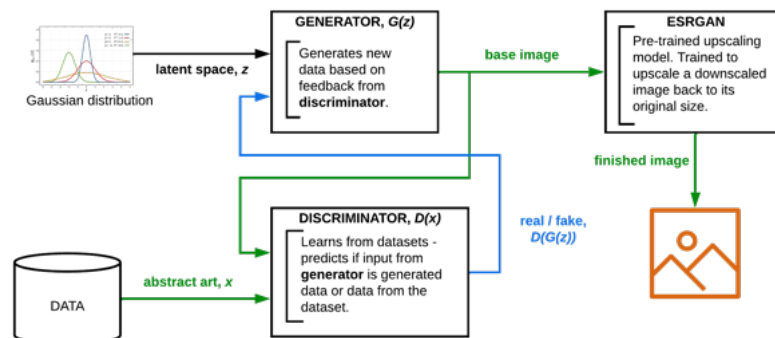 GENERATOR, G(z)
Generates new
data based on
feedback from
discriminator.
latent space, z
Gaussian distribution
base image
ESRGAN
Pre-trained upscaling
model. Trained to
upscale a downscaled
image back to its
original size.
finished image
DISCRIMINATOR, D(x)
Learns from datasets -
predicts if input from
generator is generated
data or data from the
dataset.
real / fake,
D(G(z))
abstract art, x
DATA